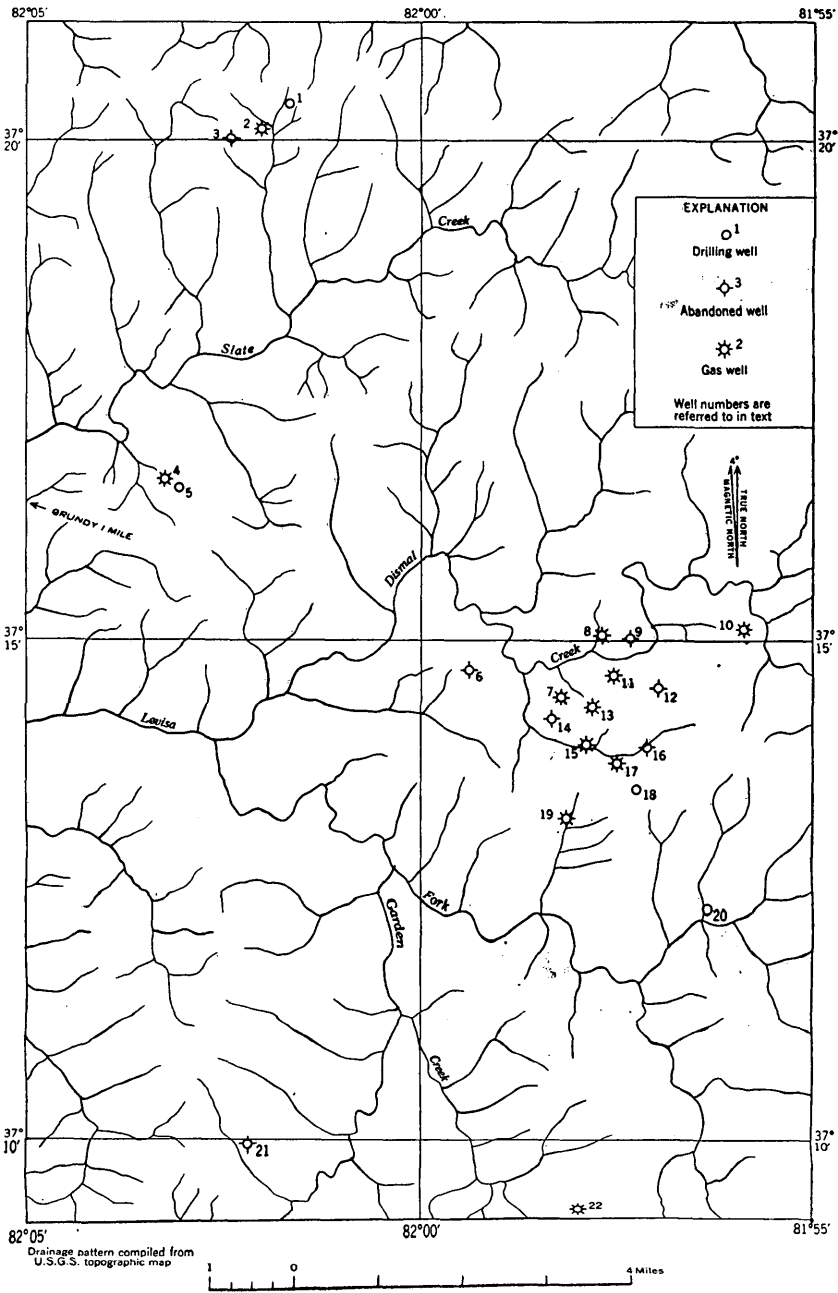 82°05′ 82°00′ 81°55′
1
2
3
37° 20′ 37° 20′
EXPLANATION
1
Drilling well
3
Abandoned well
2
Gas well
Well numbers are
referred to in text
Creek
Slate
4
5
GRUNDY 1 MILE
4°
TRUE NORTH
MAGNETIC NORTH
Dismal
8
9
10
37° 15′ 37° 15′
Creek
6
11
12
7
13
14
Levisa
15
16
17
18
19
Fork
Garden
20
Creek
37° 10′ 37° 10′
21
22
82°05′ 82°00′ 81°55′
Drainage pattern compiled from
U.S.G.S. topographic map
1 0 4 Miles